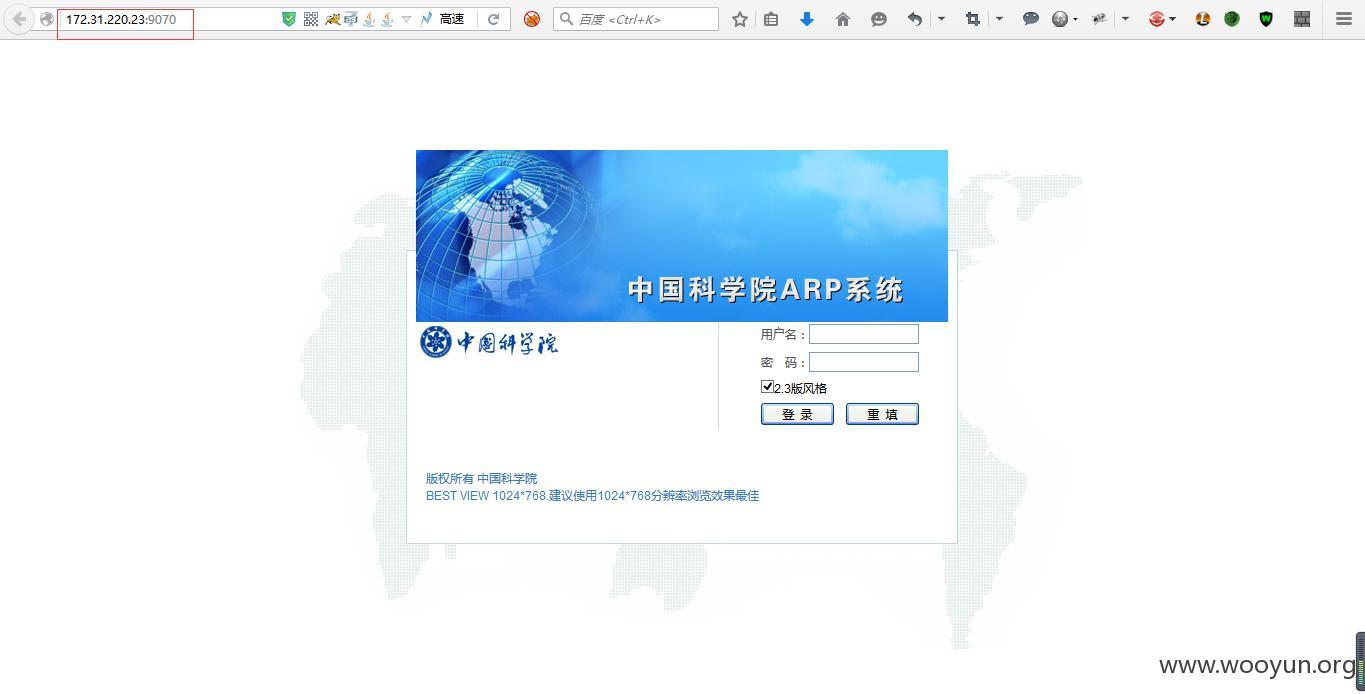 172.31.220.23:9070
高速
百度 <Ctrl+K>
中国科学院ARP系统
中国科学院
用户名：
密 码：
2.3版风格
登 录 重 填
版权所有 中国科学院
BEST VIEW 1024*768.建议使用1024*768分辨率浏览效果最佳
www.wooyun.org